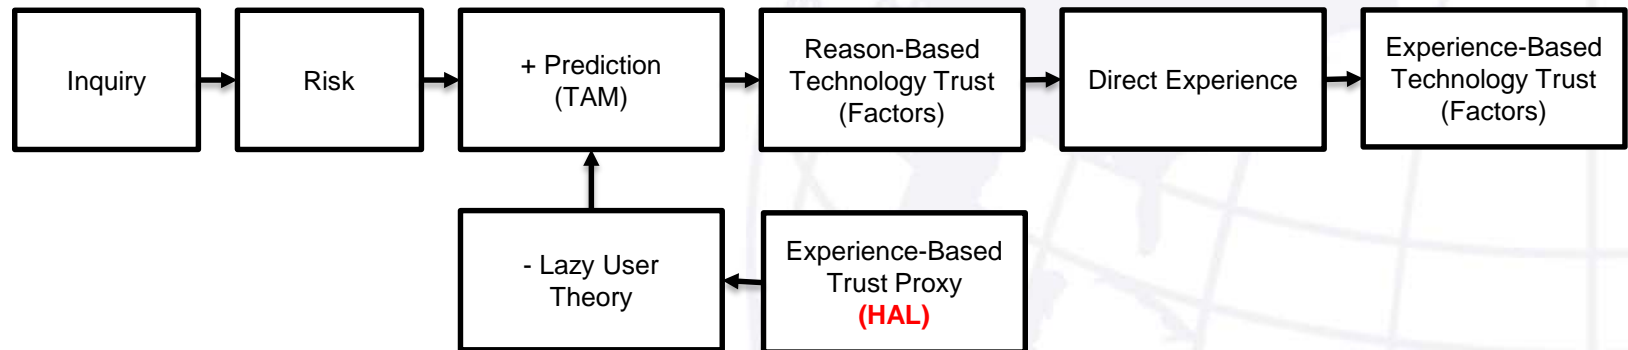 Inquiry
Risk
+ Prediction
(TAM)
Reason-Based
Technology Trust
(Factors)
Direct Experience
Experience-Based
Technology Trust
(Factors)
- Lazy User
Theory
Experience-Based
Trust Proxy
(HAL)